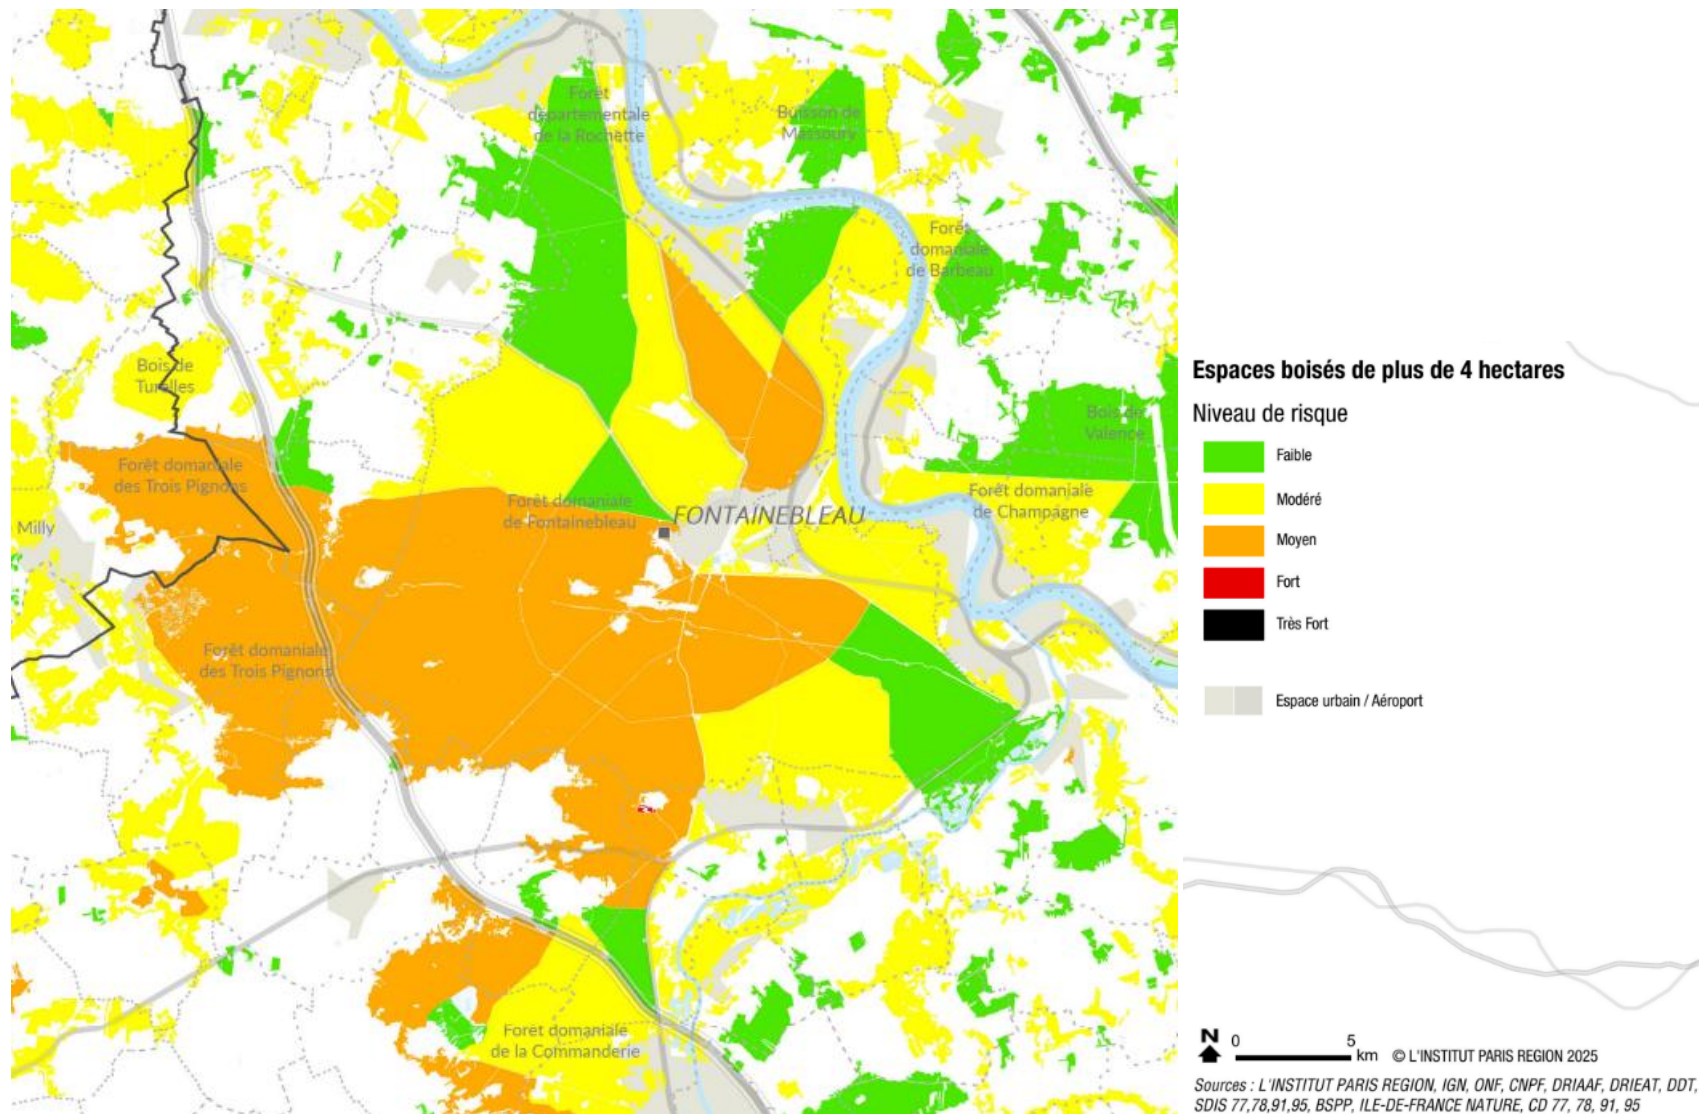 Forêt
départementale
de la Rochette
Buisson de
Massoury
Forêt
domaniale
de Barbeau
Bois de
Turelles
Bois de
Valence
Forêt domaniale
des Trois Pignons
Forêt domaniale
de Fontainebleau
FONTAINEBLEAU
Forêt domaniale
de Champagne
Milly
Forêt domaniale
des Trois Pignons
Forêt domaniale
de la Commanderie
Espaces boisés de plus de 4 hectares
Niveau de risque
Faible
Modéré
Moyen
Fort
Très Fort
Espace urbain / Aéroport
N 0 5 km © L'INSTITUT PARIS REGION 2025
Sources : L'INSTITUT PARIS REGION, IGN, ONF, CNPF, DRIAAF, DRIEAT, DDT,
SDIS 77,78,91,95, BSPP, ILE-DE-FRANCE NATURE, CD 77, 78, 91, 95